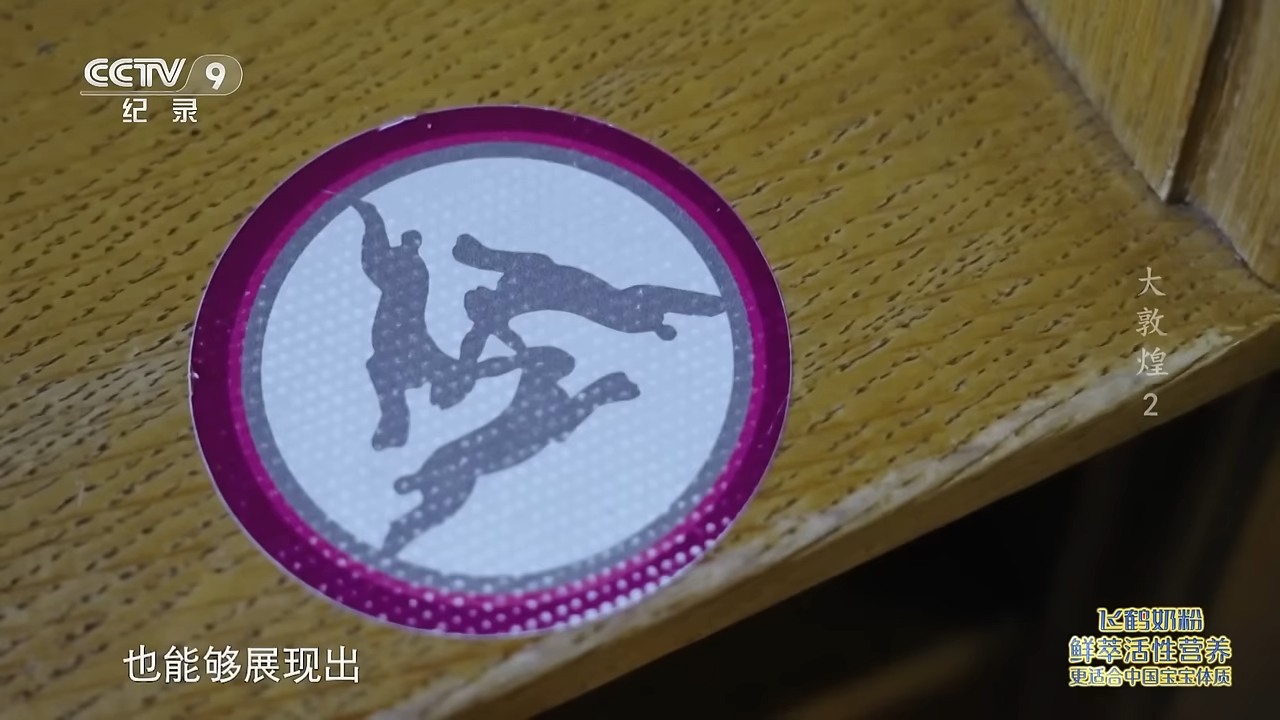 CCTV 9
纪录
大敦煌2
也能够展现出
飞鹤奶粉
鲜萃活性营养
更适合中国宝宝体质